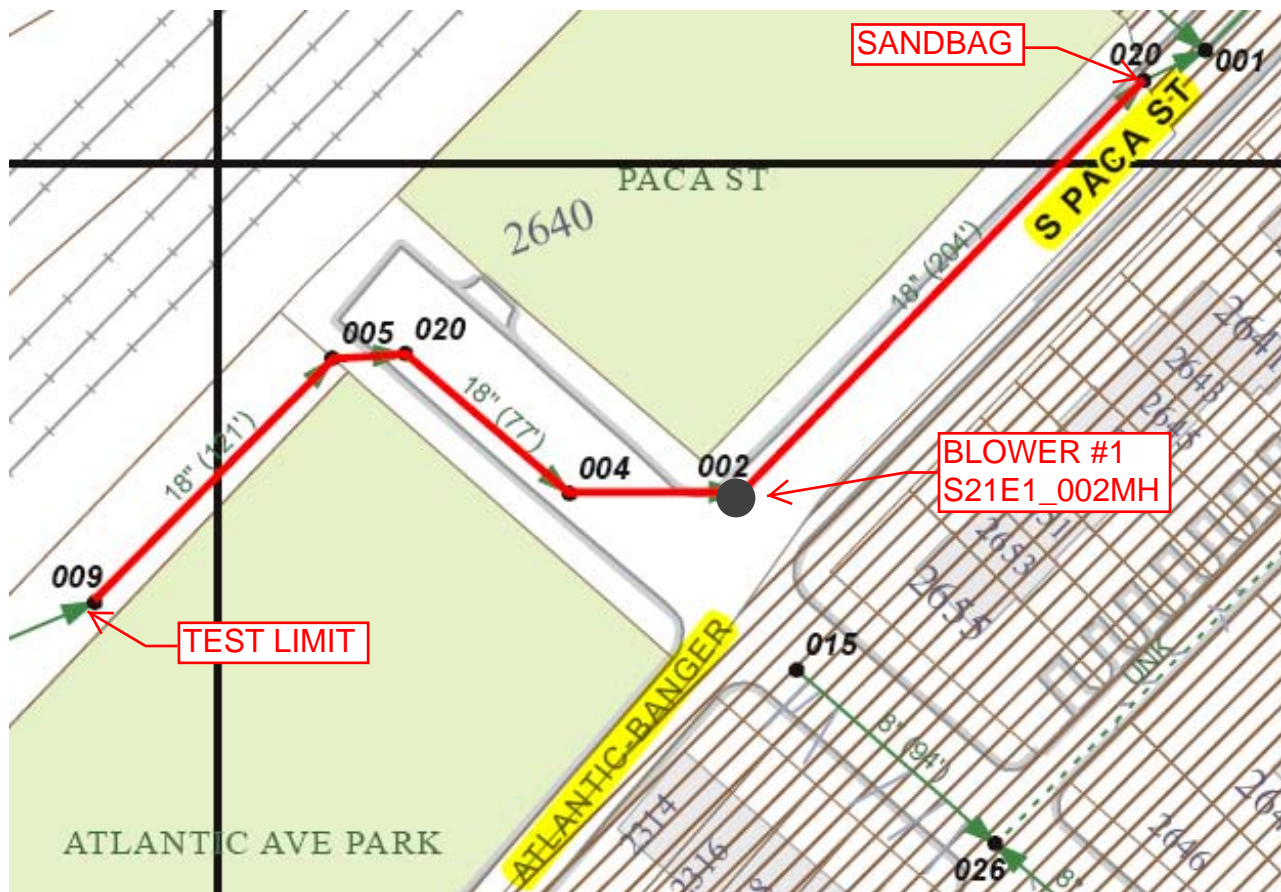 SANDBAG
020
001
S PACA ST
PACA ST
2640
18" (204')
005
020
18" (77')
18" (121')
004
002
BLOWER #1
S21E1_002MH
2643
2645
2653
2655
009
TEST LIMIT
015
UNK
8" (94')
ATLANTIC-BANGER
ATLANTIC AVE PARK
2314
2316
2646
026
8"